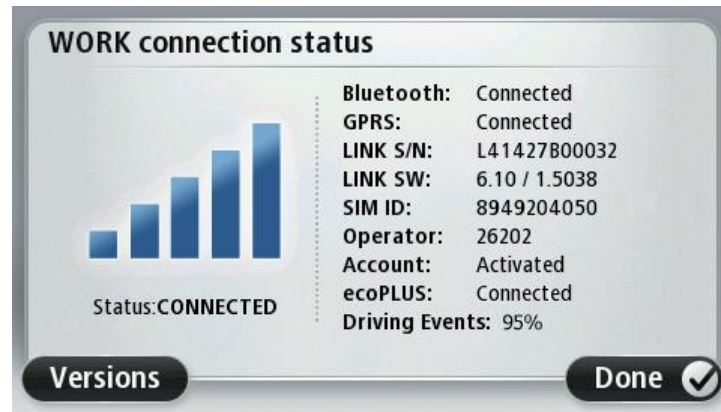 WORK connection status
Bluetooth: Connected
GPRS: Connected
LINK S/N: L41427B00032
LINK SW: 6.10 / 1.5038
SIM ID: 8949204050
Operator: 26202
Account: Activated
ecoPLUS: Connected
Driving Events: 95%
Status:CONNECTED
Versions
Done